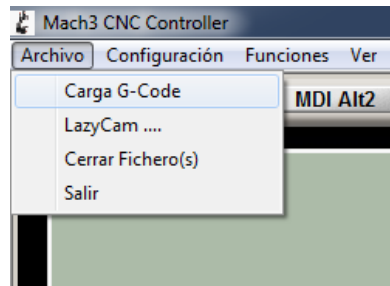 Mach3 CNC Controller
Archivo Configuración Funciones Ver
Carga G-Code
MDI Alt2
LazyCam ....
Cerrar Fichero(s)
Salir